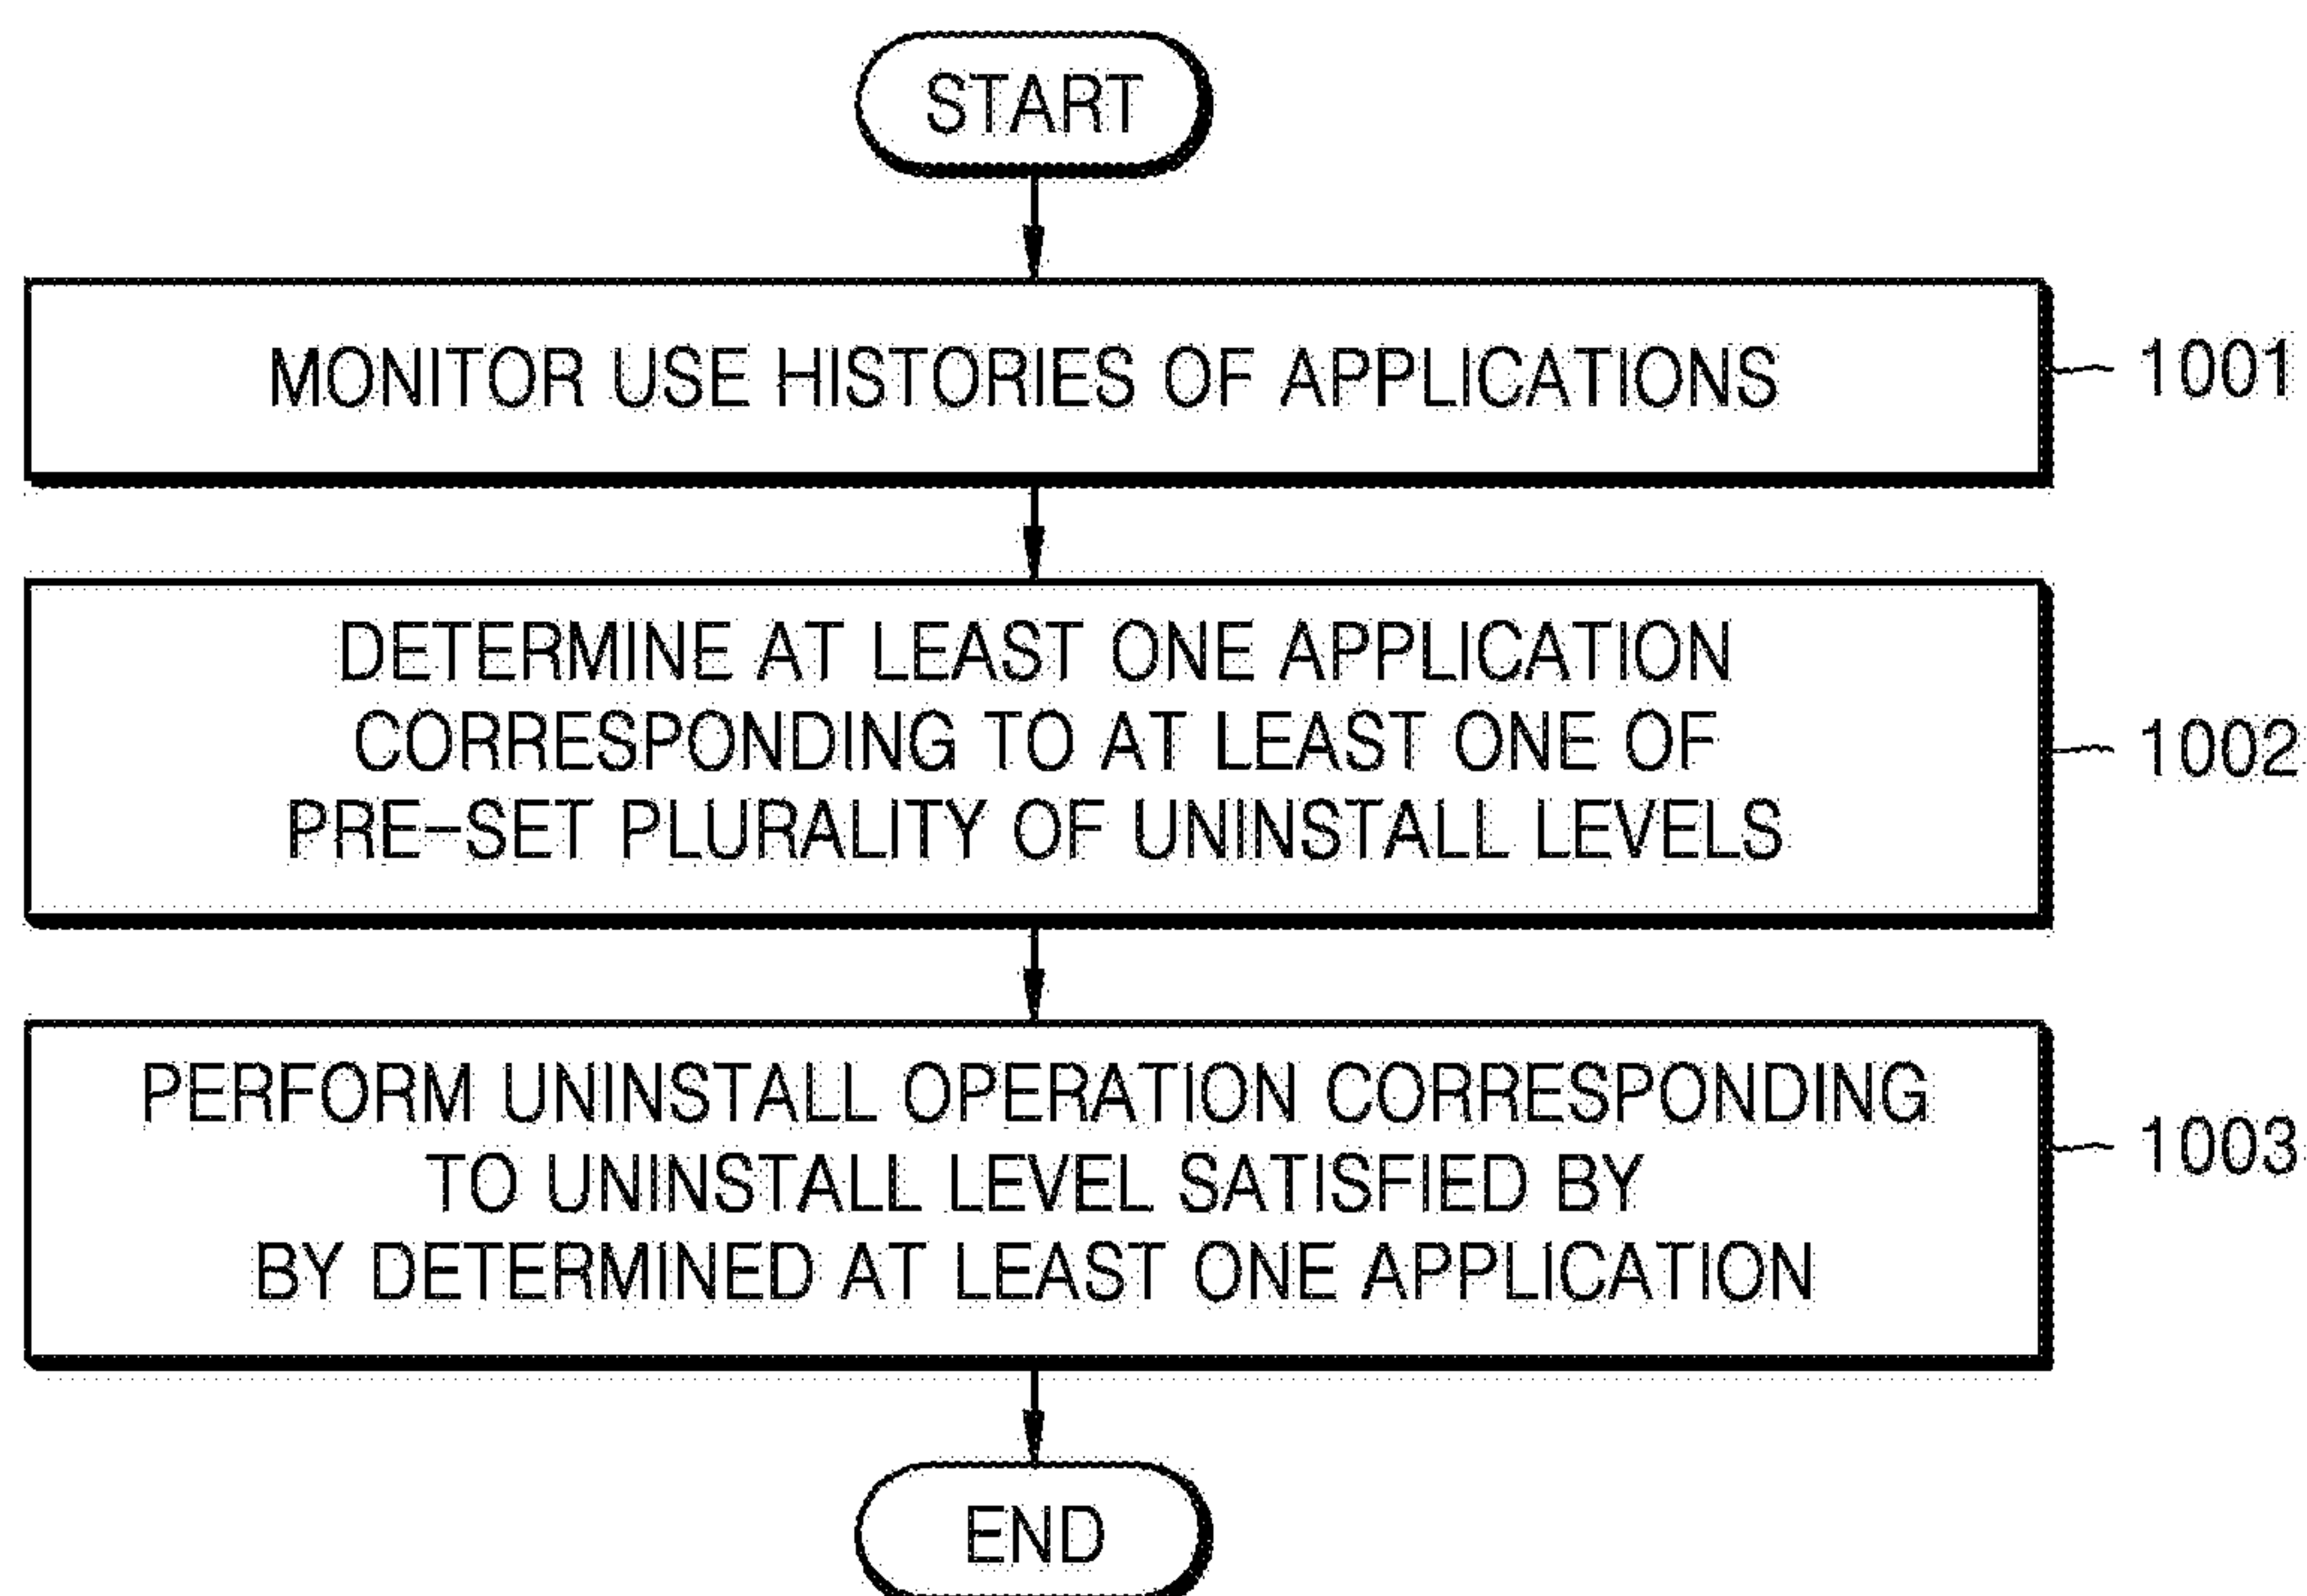 START
MONITOR USE HISTORIES OF APPLICATIONS
1001
DETERMINE AT LEAST ONE APPLICATION
CORRESPONDING TO AT LEAST ONE OF
PRE-SET PLURALITY OF UNINSTALL LEVELS
1002
PERFORM UNINSTALL OPERATION CORRESPONDING
TO UNINSTALL LEVEL SATISFIED BY
BY DETERMINED AT LEAST ONE APPLICATION
1003
END